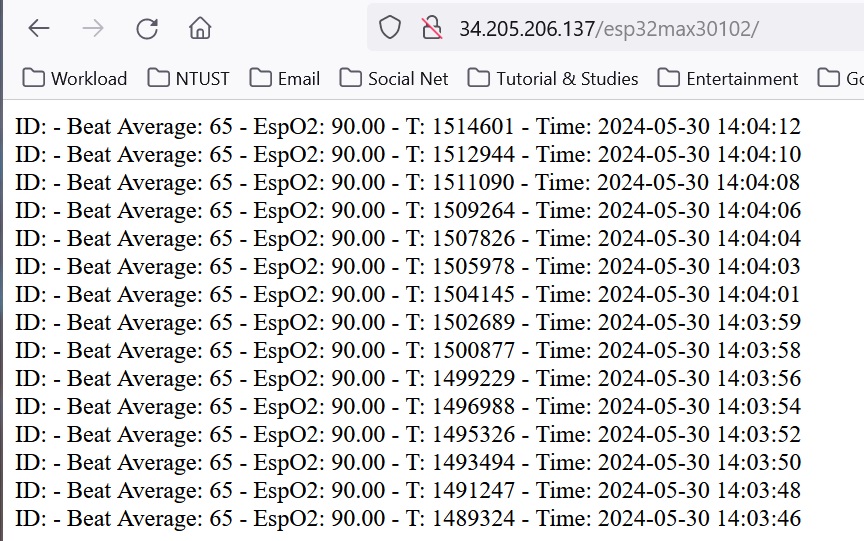 34.205.206.137/esp32max30102/
Workload NTUST Email Social Net Tutorial & Studies Entertainment
ID: - Beat Average: 65 - EspO2: 90.00 - T: 1514601 - Time: 2024-05-30 14:04:12
ID: - Beat Average: 65 - EspO2: 90.00 - T: 1512944 - Time: 2024-05-30 14:04:10
ID: - Beat Average: 65 - EspO2: 90.00 - T: 1511090 - Time: 2024-05-30 14:04:08
ID: - Beat Average: 65 - EspO2: 90.00 - T: 1509264 - Time: 2024-05-30 14:04:06
ID: - Beat Average: 65 - EspO2: 90.00 - T: 1507826 - Time: 2024-05-30 14:04:04
ID: - Beat Average: 65 - EspO2: 90.00 - T: 1505978 - Time: 2024-05-30 14:04:03
ID: - Beat Average: 65 - EspO2: 90.00 - T: 1504145 - Time: 2024-05-30 14:04:01
ID: - Beat Average: 65 - EspO2: 90.00 - T: 1502689 - Time: 2024-05-30 14:03:59
ID: - Beat Average: 65 - EspO2: 90.00 - T: 1500877 - Time: 2024-05-30 14:03:58
ID: - Beat Average: 65 - EspO2: 90.00 - T: 1499229 - Time: 2024-05-30 14:03:56
ID: - Beat Average: 65 - EspO2: 90.00 - T: 1496988 - Time: 2024-05-30 14:03:54
ID: - Beat Average: 65 - EspO2: 90.00 - T: 1495326 - Time: 2024-05-30 14:03:52
ID: - Beat Average: 65 - EspO2: 90.00 - T: 1493494 - Time: 2024-05-30 14:03:50
ID: - Beat Average: 65 - EspO2: 90.00 - T: 1491247 - Time: 2024-05-30 14:03:48
ID: - Beat Average: 65 - EspO2: 90.00 - T: 1489324 - Time: 2024-05-30 14:03:46